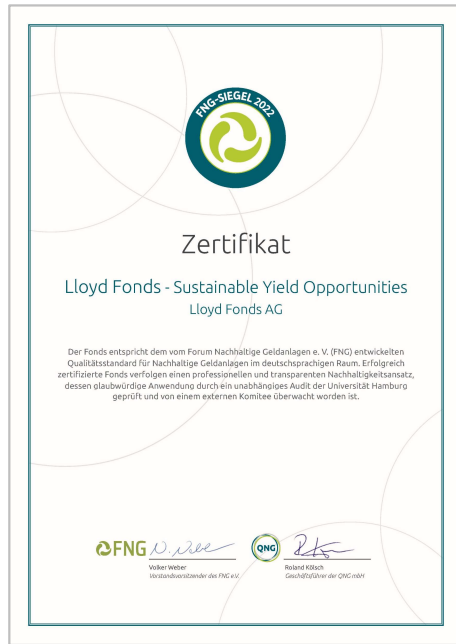 FNG-SIEGEL 2022
Zertifikat
Lloyd Fonds - Sustainable Yield Opportunities
Lloyd Fonds AG
Der Fonds entspricht dem vom Forum Nachhaltige Geldanlagen e. V. (FNG) entwickelten
Qualitätsstandard für Nachhaltige Geldanlagen im deutschsprachigen Raum. Erfolgreich
zertifizierte Fonds verfolgen einen professionellen und transparenten Nachhaltigkeitsansatz,
dessen glaubwürdige Anwendung durch ein unabhängiges Audit der Universität Hamburg
geprüft und von einem externen Komitee überwacht worden ist.
FNG
QNG
Volker Weber
Vorstandsvorsitzender des FNG e.V.
Roland Kölsch
Geschäftsführer der QNG mbH